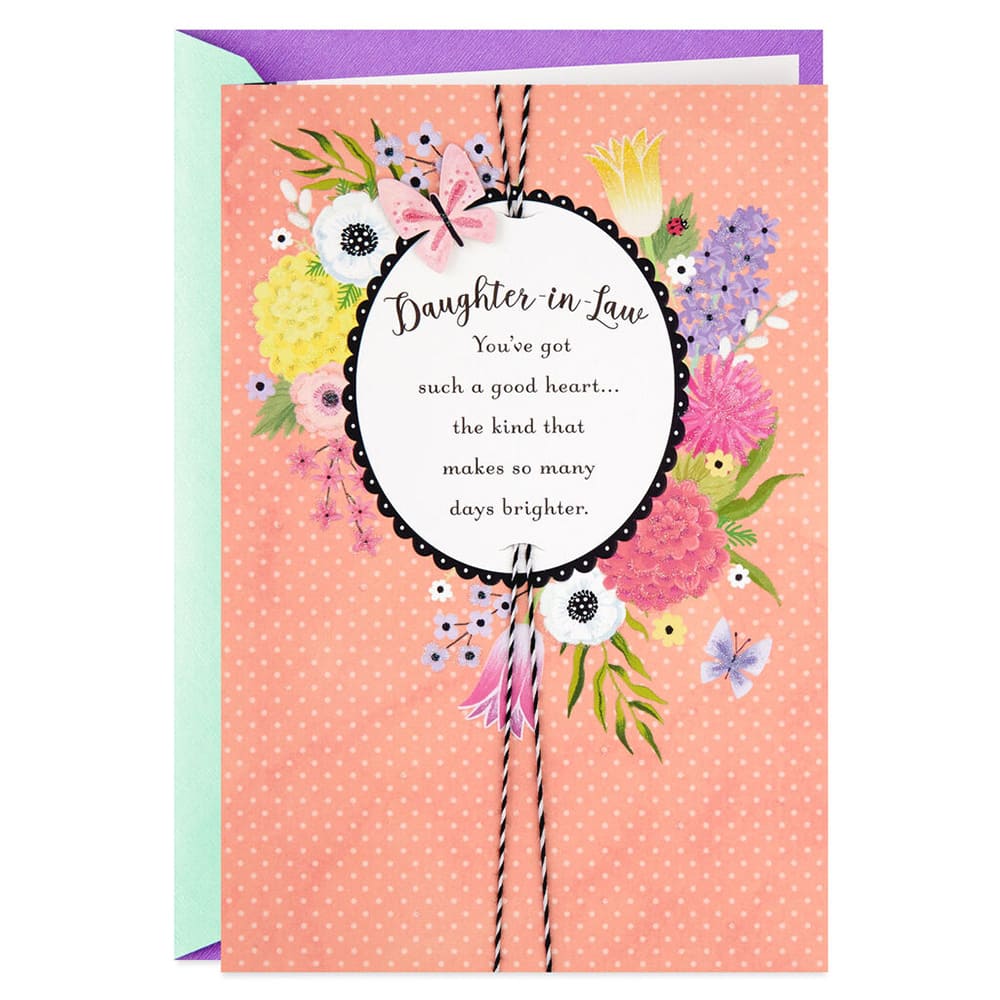 Daughter-in-Law
You've got
such a good heart...
the kind that
makes so many
days brighter.